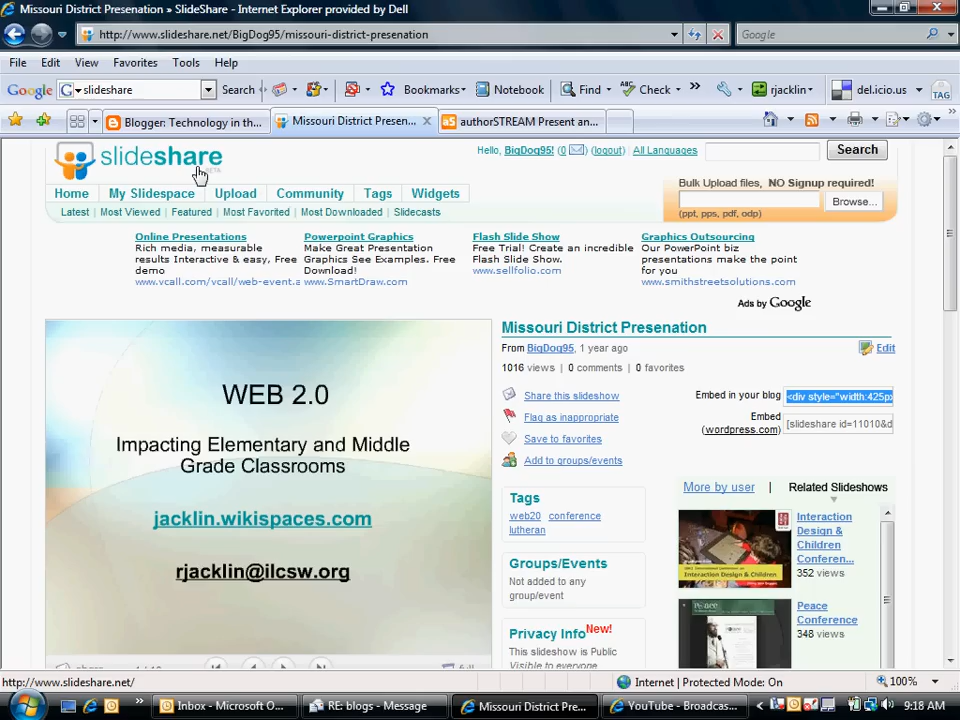 Missouri District Presenation » SlideShare - Internet Explorer provided by Dell
http://www.slideshare.net/BigDog95/missouri-district-presenation
Google
File Edit View Favorites Tools Help
Google G slideshare Search Bookmarks Notebook Find Check jacklin del.icio.us TAG
Blogger: Technology in th... Missouri District Presen... authorSTREAM Present an...
slideshare
BETA
Hello, BigDog95! (0) (logout) All Languages Search
Home My Slidespace Upload Community Tags Widgets
Bulk Upload files, NO Signup required!
Browse...
(ppt, pps, pdf, odp)
Latest | Most Viewed | Featured | Most Favorited | Most Downloaded | Slidecasts
Online Presentations
Rich media, measurable
results Interactive & easy, Free
demo
www.vcall.com/vcall/web-event.a
Powerpoint Graphics
Make Great Presentation
Graphics See Examples. Free
Download!
www.SmartDraw.com
Flash Slide Show
Free Trial! Create an incredible
Flash Slide Show.
www.sellfolio.com
Graphics Outsourcing
Our PowerPoint biz
presentations make the point
for you
www.smithstreetsolutions.com
Ads by Google
WEB 2.0
Impacting Elementary and Middle
Grade Classrooms
jacklin.wikispaces.com
rjacklin@ilcsw.org
Missouri District Presenation
From BigDog95, 1 year ago
Edit
1016 views | 0 comments | 0 favorites
Share this slideshow
Flag as inappropriate
Save to favorites
Add to groups/events
Embed in your blog <div style="width:425px
Embed
(wordpress.com) [slideshare id=11010&d
Tags
web20 conference
lutheran
Groups/Events
Not added to any
group/event
Privacy Info New!
This slideshow is Public
Visible to everyone
More by user | Related Slideshows
Interaction
Design &
Children
Conferen...
352 views
Peace
Conference
348 views
http://www.slideshare.net/
Internet | Protected Mode: On
100%
Inbox - Microsoft O... RE: blogs - Message Missouri District Pre... YouTube - Broadcas...
9:18 AM